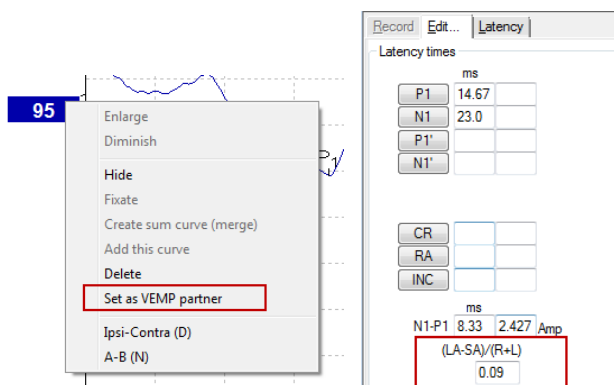 95
Enlarge
Diminish
Hide
Fixate
Create sum curve (merge)
Add this curve
Delete
Set as VEMP partner
Ipsi-Contra (D)
A-B (N)
Record Edit... Latency
Latency times
ms
P1 14.67
N1 23.0
P1'
N1'
CR
RA
INC
ms
N1-P1 8.33 2.427 Amp
(LA-SA)/(R+L)
0.09